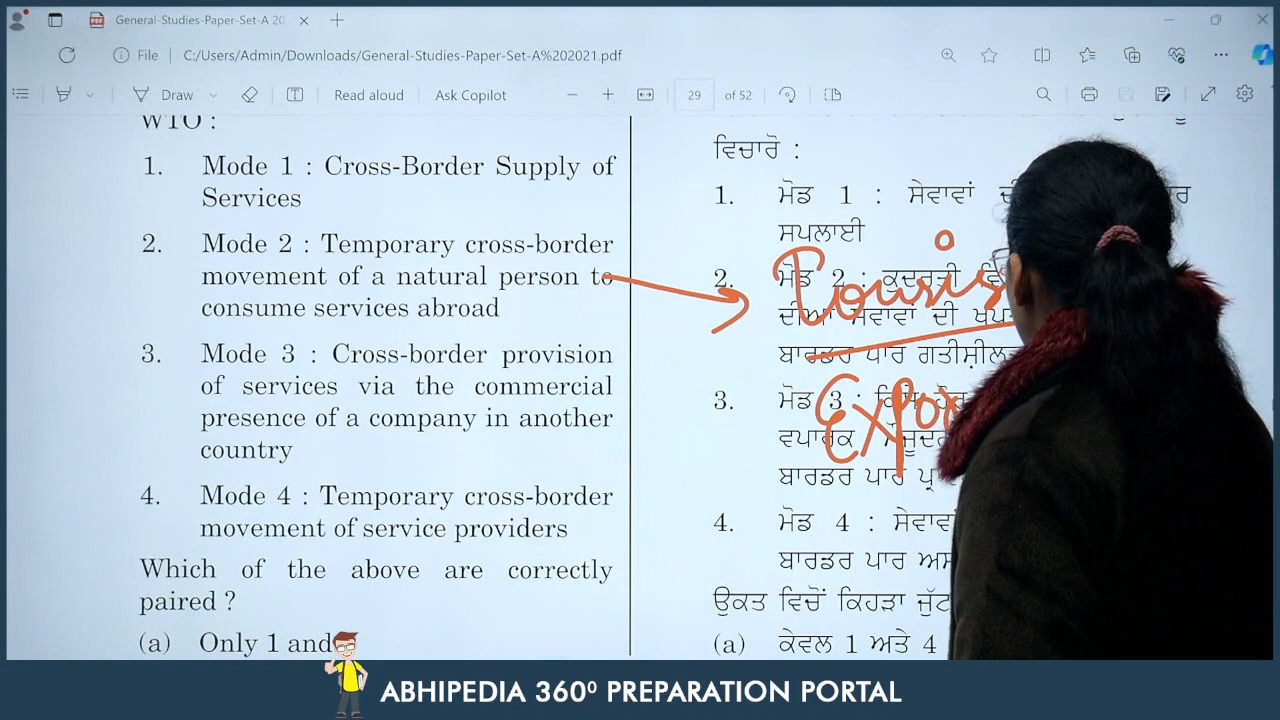 General-Studies-Paper-Set-A 20
File
C:/Users/Admin/Downloads/General-Studies-Paper-Set-A%202021.pdf
Draw
Read aloud
Ask Copilot
29
of 52
WTO :
1. Mode 1 : Cross-Border Supply of
Services
2. Mode 2 : Temporary cross-border
movement of a natural person to
consume services abroad
3. Mode 3 : Cross-border provision
of services via the commercial
presence of a company in another
country
4. Mode 4 : Temporary cross-border
movement of service providers
Which of the above are correctly
paired ?
(a) Only 1 and
ਵਿਚਾਰੋ :
1. ਮੋਡ 1 : ਸੇਵਾਵਾਂ
ਸਪਲਾਈ
2. ਮੋਡ 2 : ਕੁਦਰਤੀ
ਦੀਆਂ ਸੇਵਾਵਾਂ ਦੀ
ਬਾਰਡਰ ਪਾਰ
3. ਮੋਡ 3 :
ਵਪਾਰਕ
ਬਾਰਡਰ ਪਾਰ
4. ਮੋਡ 4 : ਸੇਵਾਵਾਂ
ਬਾਰਡਰ ਪਾਰ
ਉਕਤ ਵਿਚੋਂ ਕਿਹੜਾ ਜੁੱਟ
(a) ਕੇਵਲ 1 ਅਤੇ 4
Touris
Expor
ABHIPEDIA 360⁰ PREPARATION PORTAL